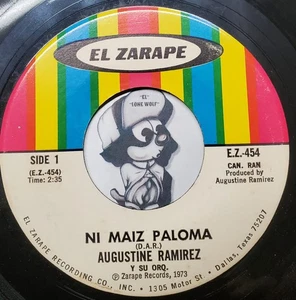 EL ZARAPE
"EL"
"LONE WOLF"
SIDE 1
(E.Z.-454)
Time: 2:35
E.Z.-454
CAN. RAN
Produced by
Augustine Ramirez
NI MAIZ PALOMA
(D.A.R.)
AUGUSTINE RAMIREZ
Y SU ORQ.
℗ Zarape Records, 1973
EL ZARAPE RECORDING CO., INC. • 1305 Motor St. • Dallas, Texas 75207